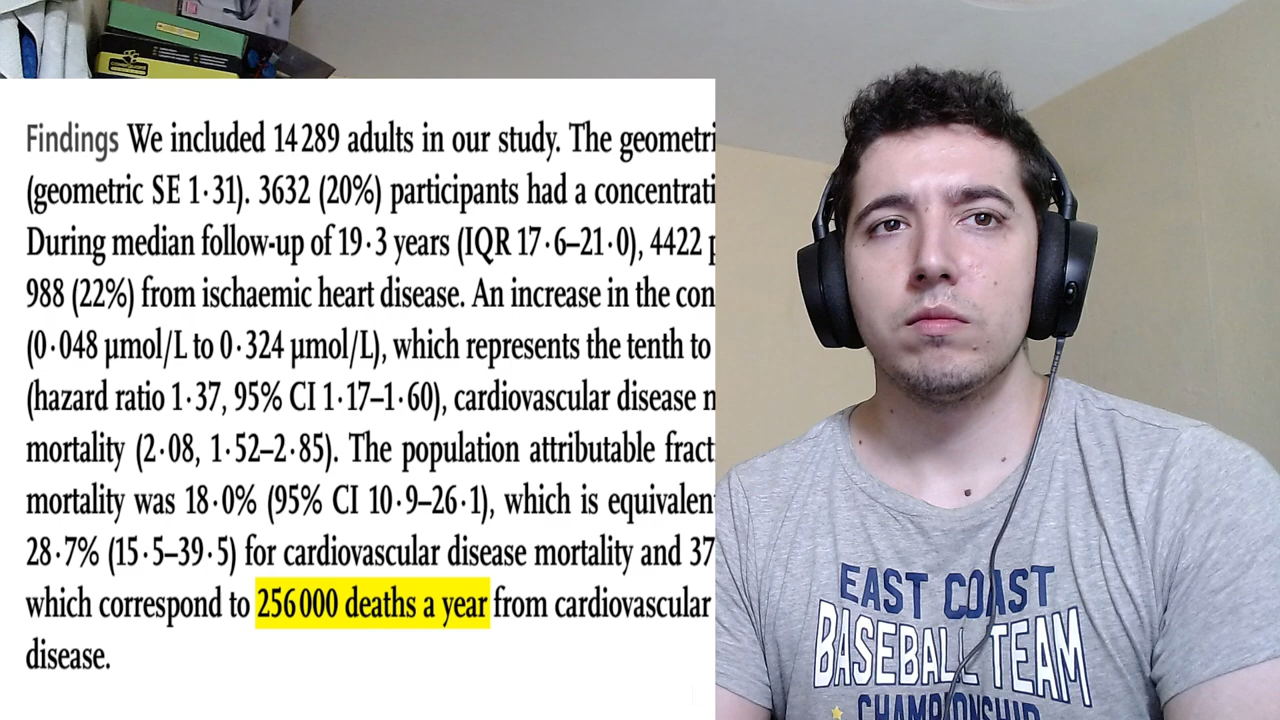 Findings We included 14 289 adults in our study. The geometri
(geometric SE 1·31). 3632 (20%) participants had a concentrati
During median follow-up of 19·3 years (IQR 17·6–21·0), 4422 p
988 (22%) from ischaemic heart disease. An increase in the con
(0·048 μmol/L to 0·324 μmol/L), which represents the tenth to
(hazard ratio 1·37, 95% CI 1·17–1·60), cardiovascular disease m
mortality (2·08, 1·52–2·85). The population attributable fract
mortality was 18·0% (95% CI 10·9–26·1), which is equivalen
28·7% (15·5–39·5) for cardiovascular disease mortality and 37
which correspond to 256 000 deaths a year from cardiovascular
disease.
EAST COAST
BASEBALL TEAM
CHAMPIONSHIP